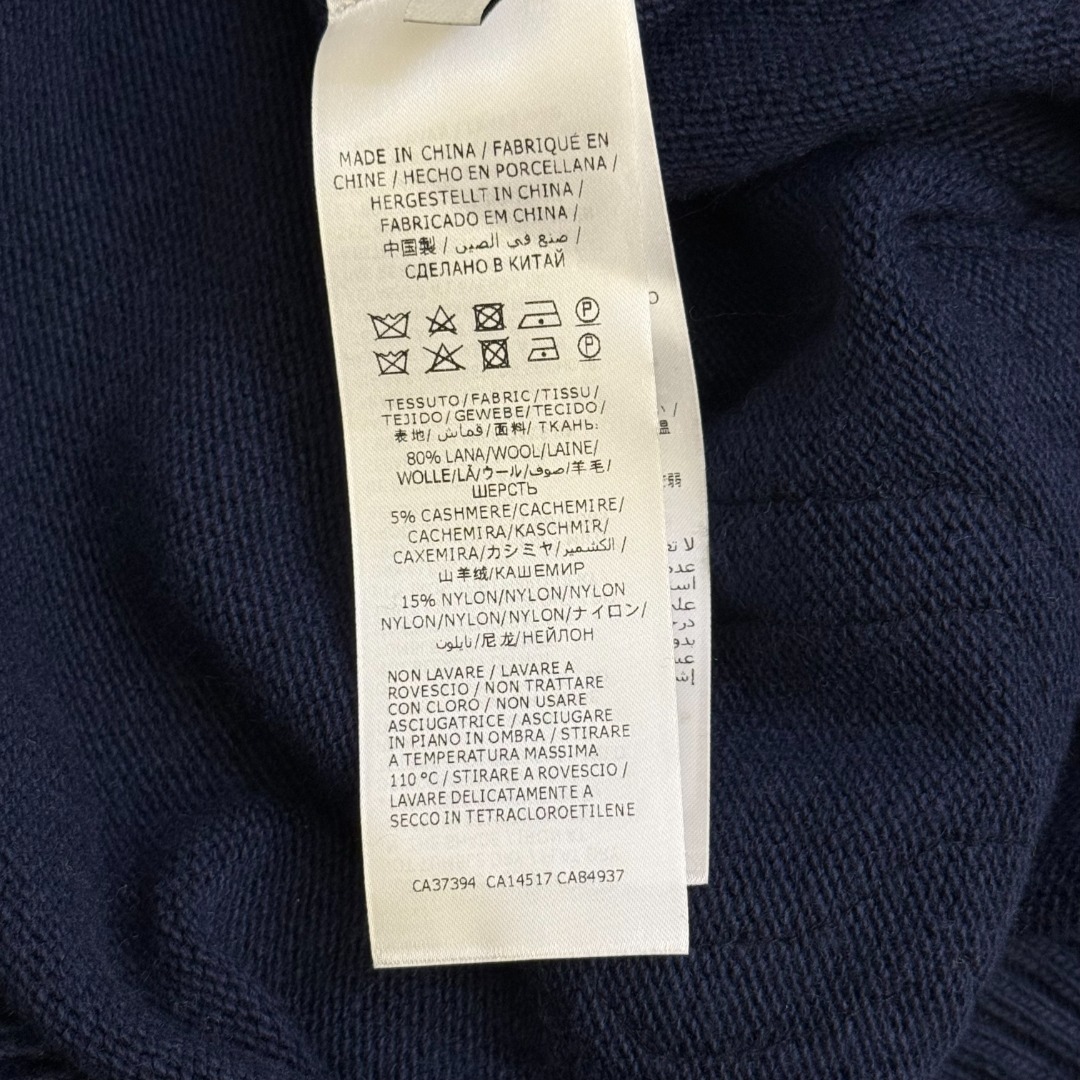 MADE IN CHINA / FABRIQUÉ EN
CHINE / HECHO EN PORCELLANA /
HERGESTELLT IN CHINA /
FABRICADO EM CHINA /
中国製 / صنع في الصين /
СДЕЛАНО В КИТАЙ
TESSUTO/FABRIC/TISSU/
TEJIDO/GEWEBE/TECIDO/
表地/ قماش/面料/ ТКАНЬ:
80% LANA/WOOL/LAINE/
WOLLE/LÃ/ウール/صوف/羊毛/
ШЕРСТЬ
5% CASHMERE/CACHEMIRE/
CACHEMIRA/KASCHMIR/
CAXEMIRA/カシミヤ/الكشمير/
山羊绒/КАШЕМИР
15% NYLON/NYLON/NYLON
NYLON/NYLON/NYLON/ナイロン/
نايلون/尼龙/НЕЙЛОН
NON LAVARE / LAVARE A
ROVESCIO / NON TRATTARE
CON CLORO / NON USARE
ASCIUGATRICE / ASCIUGARE
IN PIANO IN OMBRA / STIRARE
A TEMPERATURA MASSIMA
110 °C / STIRARE A ROVESCIO /
LAVARE DELICATAMENTE A
SECCO IN TETRACLOROETILENE
CA37394 CA14517 CA84937